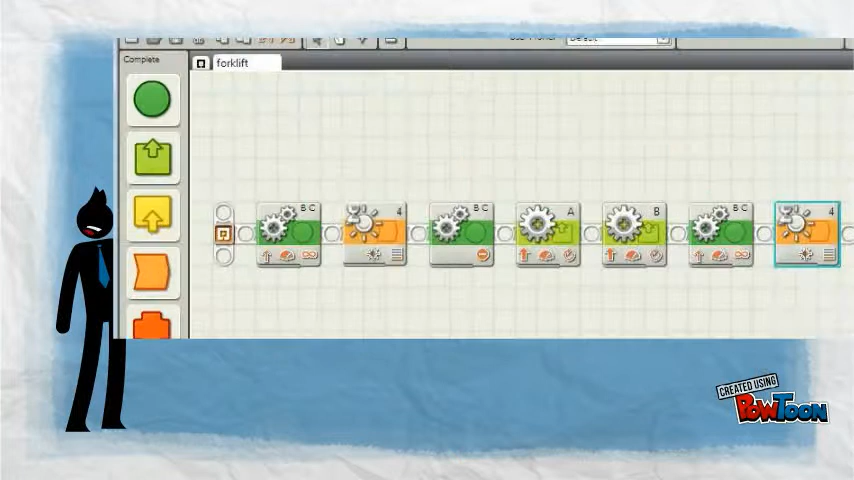 Complete
forklift
B C
4
B C
A
B
B C
4
CREATED USING
POWTOON